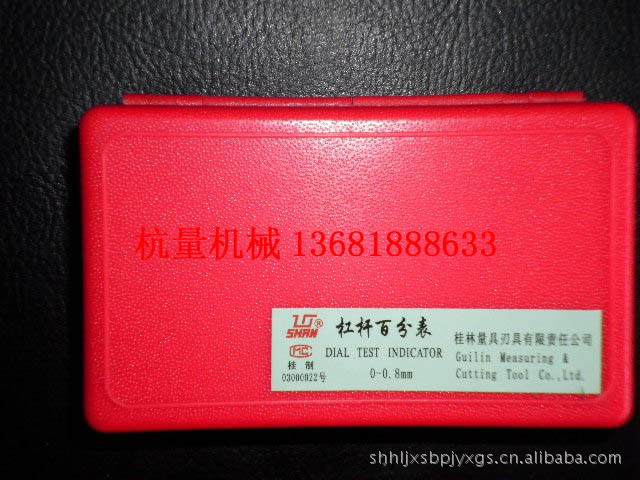 杭量机械 13681888633
SHAN®
杠杆百分表
DIAL TEST INDICATOR
0-0.8mm
MC
桂 制
03000022号
桂林量具刃具有限责任公司
Guilin Measuring &
Cutting Tool Co.,Ltd.
shhljxsbpjyxgs.cn.alibaba.com